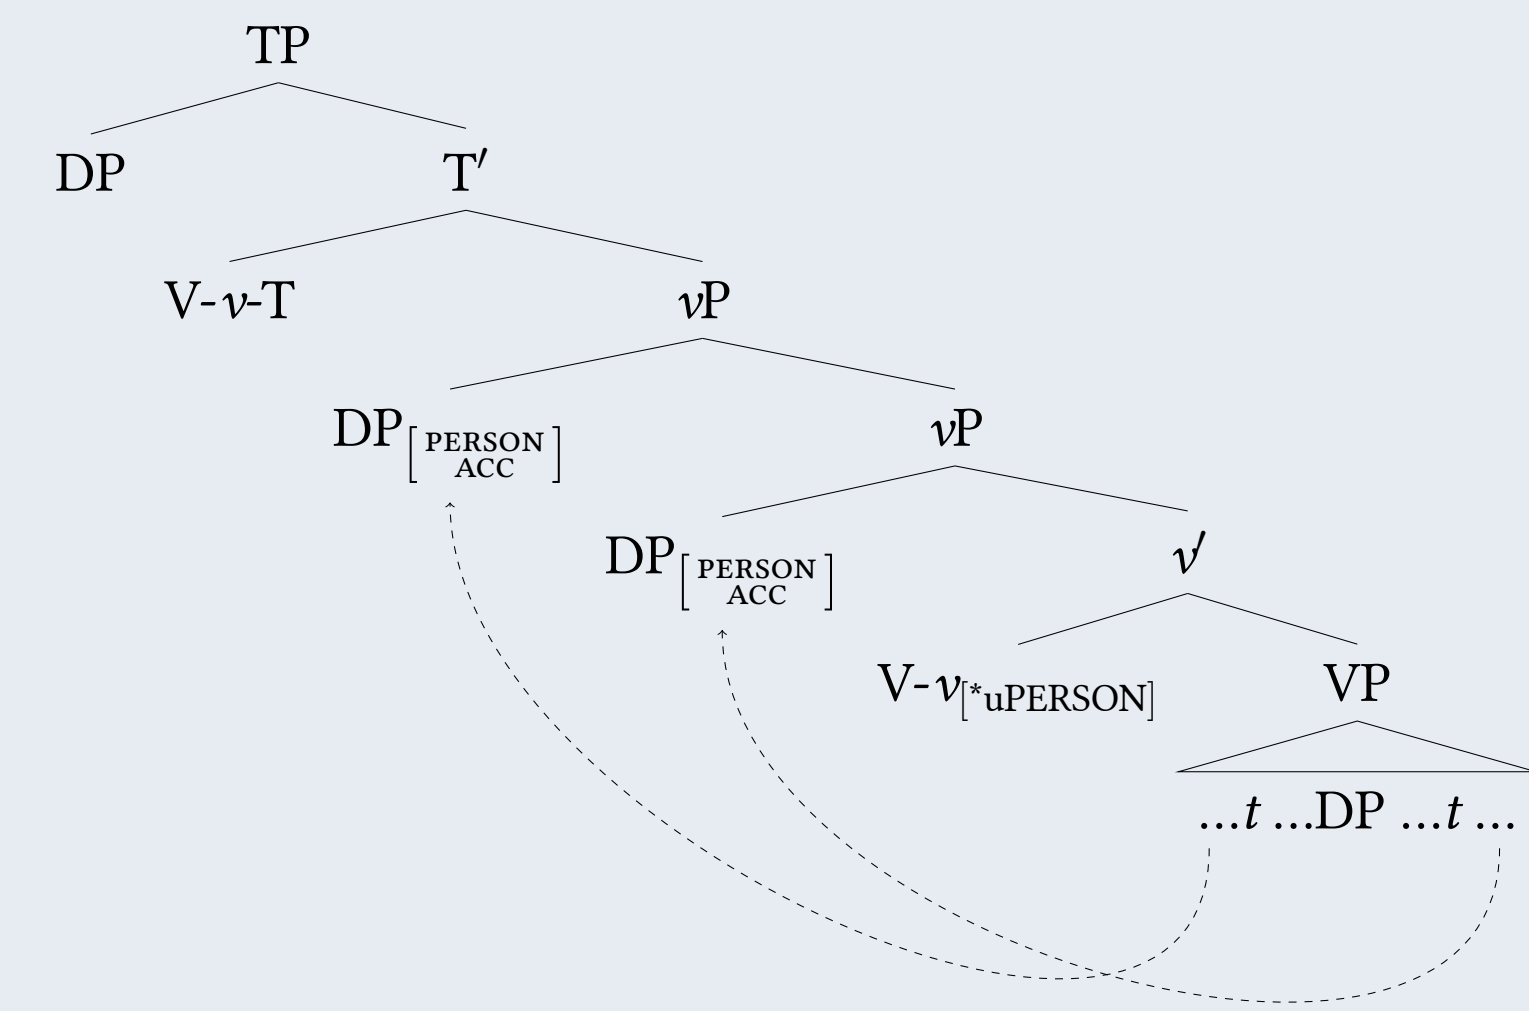 TP
DP T′
V-v-T vP
DP[PERSON ACC] vP
DP[PERSON ACC] v′
V-v[*uPERSON] VP
...t ...DP ...t ...